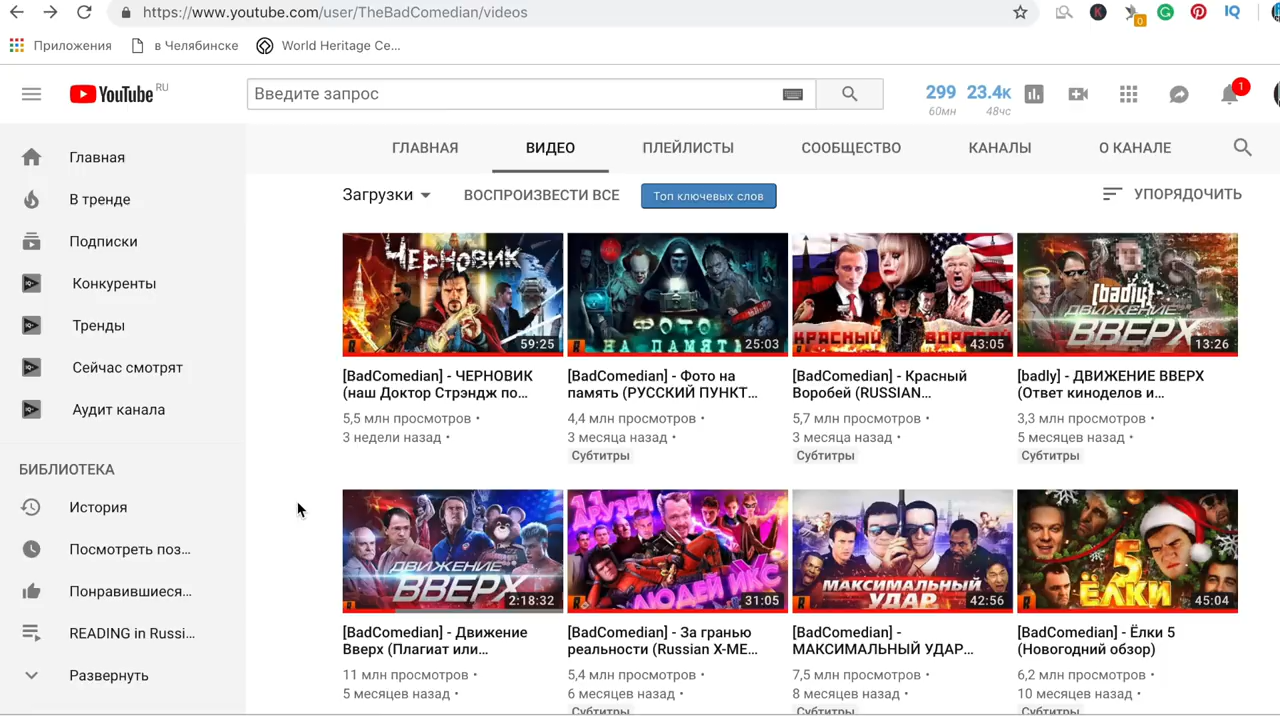 https://www.youtube.com/user/TheBadComedian/videos
0
IQ
Приложения
в Челябинске
World Heritage Ce...
YouTube RU
Введите запрос
299 60мн
23.4к 48чс
1
Главная
В тренде
Подписки
Конкуренты
Тренды
Сейчас смотрят
Аудит канала
БИБЛИОТЕКА
История
Посмотреть поз...
Понравившиеся...
READING in Russi...
Развернуть
ГЛАВНАЯ
ВИДЕО
ПЛЕЙЛИСТЫ
СООБЩЕСТВО
КАНАЛЫ
О КАНАЛЕ
Загрузки
ВОСПРОИЗВЕСТИ ВСЕ
Топ ключевых слов
УПОРЯДОЧИТЬ
ЧЕРНОВИК
59:25
[BadComedian] - ЧЕРНОВИК
(наш Доктор Стрэндж по...
5,5 млн просмотров •
3 недели назад •
ФОТО
НА ПАМЯТЬ
25:03
[BadComedian] - Фото на
память (РУССКИЙ ПУНКТ...
4,4 млн просмотров •
3 месяца назад •
Субтитры
КРАСНЫЙ ВОРОБЕЙ
43:05
[BadComedian] - Красный
Воробей (RUSSIAN...
5,7 млн просмотров •
3 месяца назад •
Субтитры
[badly]
ДВИЖЕНИЕ
ВВЕРХ
13:26
[badly] - ДВИЖЕНИЕ ВВЕРХ
(Ответ киноделов и...
3,3 млн просмотров •
5 месяцев назад •
Субтитры
ДВИЖЕНИЕ
ВВЕРХ
2:18:32
[BadComedian] - Движение
Вверх (Плагиат или...
11 млн просмотров •
5 месяцев назад •
11 ДРУЗЕЙ
ЛЮДЕЙ ИКС
31:05
[BadComedian] - За гранью
реальности (Russian X-ME...
5,4 млн просмотров •
6 месяцев назад •
Субтитры
МАКСИМАЛЬНЫЙ
УДАР
42:56
[BadComedian] -
МАКСИМАЛЬНЫЙ УДАР...
7,5 млн просмотров •
8 месяцев назад •
Субтитры
5
ЁЛКИ
45:04
[BadComedian] - Ёлки 5
(Новогодний обзор)
6,2 млн просмотров •
10 месяцев назад •
Субтитры